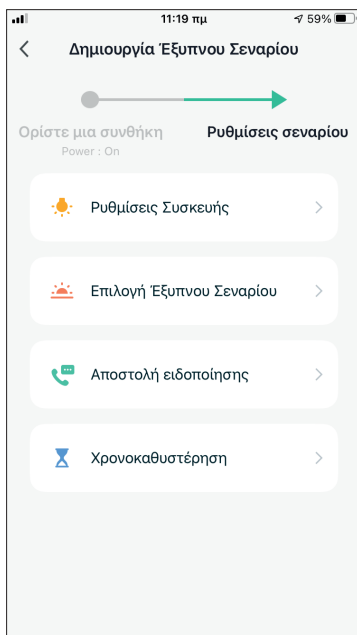 11:19 πμ 59%
Δημιουργία Έξυπνου Σεναρίου
Ορίστε μια συνθήκη Ρυθμίσεις σεναρίου
Power : On
Ρυθμίσεις Συσκευής
Επιλογή Έξυπνου Σεναρίου
Αποστολή ειδοποίησης
Χρονοκαθυστέρηση